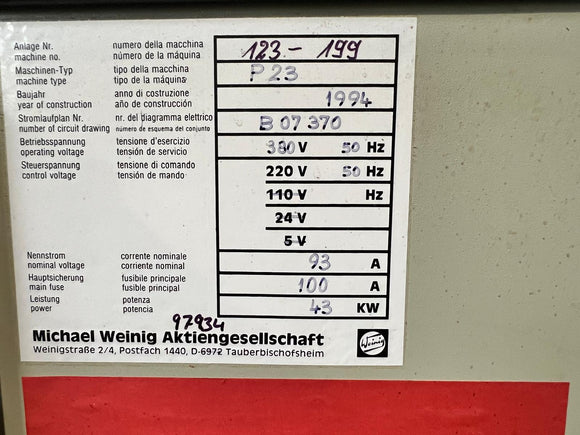 Anlage Nr. numero della macchina 123 - 199
machine no. número de la máquina
Maschinen-Typ tipo della macchina P 23
machine type tipo de la máquina
Baujahr anno di costruzione 1994
year of construction año de construcción
Stromlaufplan Nr. nr. del diagramma elettrico B 07 370
number of circuit drawing número de esquema del conjunto
Betriebsspannung tensione d'esercizio 380 V 50 Hz
operating voltage tensión de servicio
Steuerspannung tensione di comando 220 V 50 Hz
control voltage tensión de mando
110 V Hz
24 V
5 V
Nennstrom corrente nominale 93 A
nominal voltage corriente nominal
Hauptsicherung fusibile principale 100 A
main fuse fusible principal
Leistung potenza 43 KW
power potencia
97934
Michael Weinig Aktiengesellschaft
Weinigstraße 2/4, Postfach 1440, D-6972 Tauberbischofsheim
Weinig